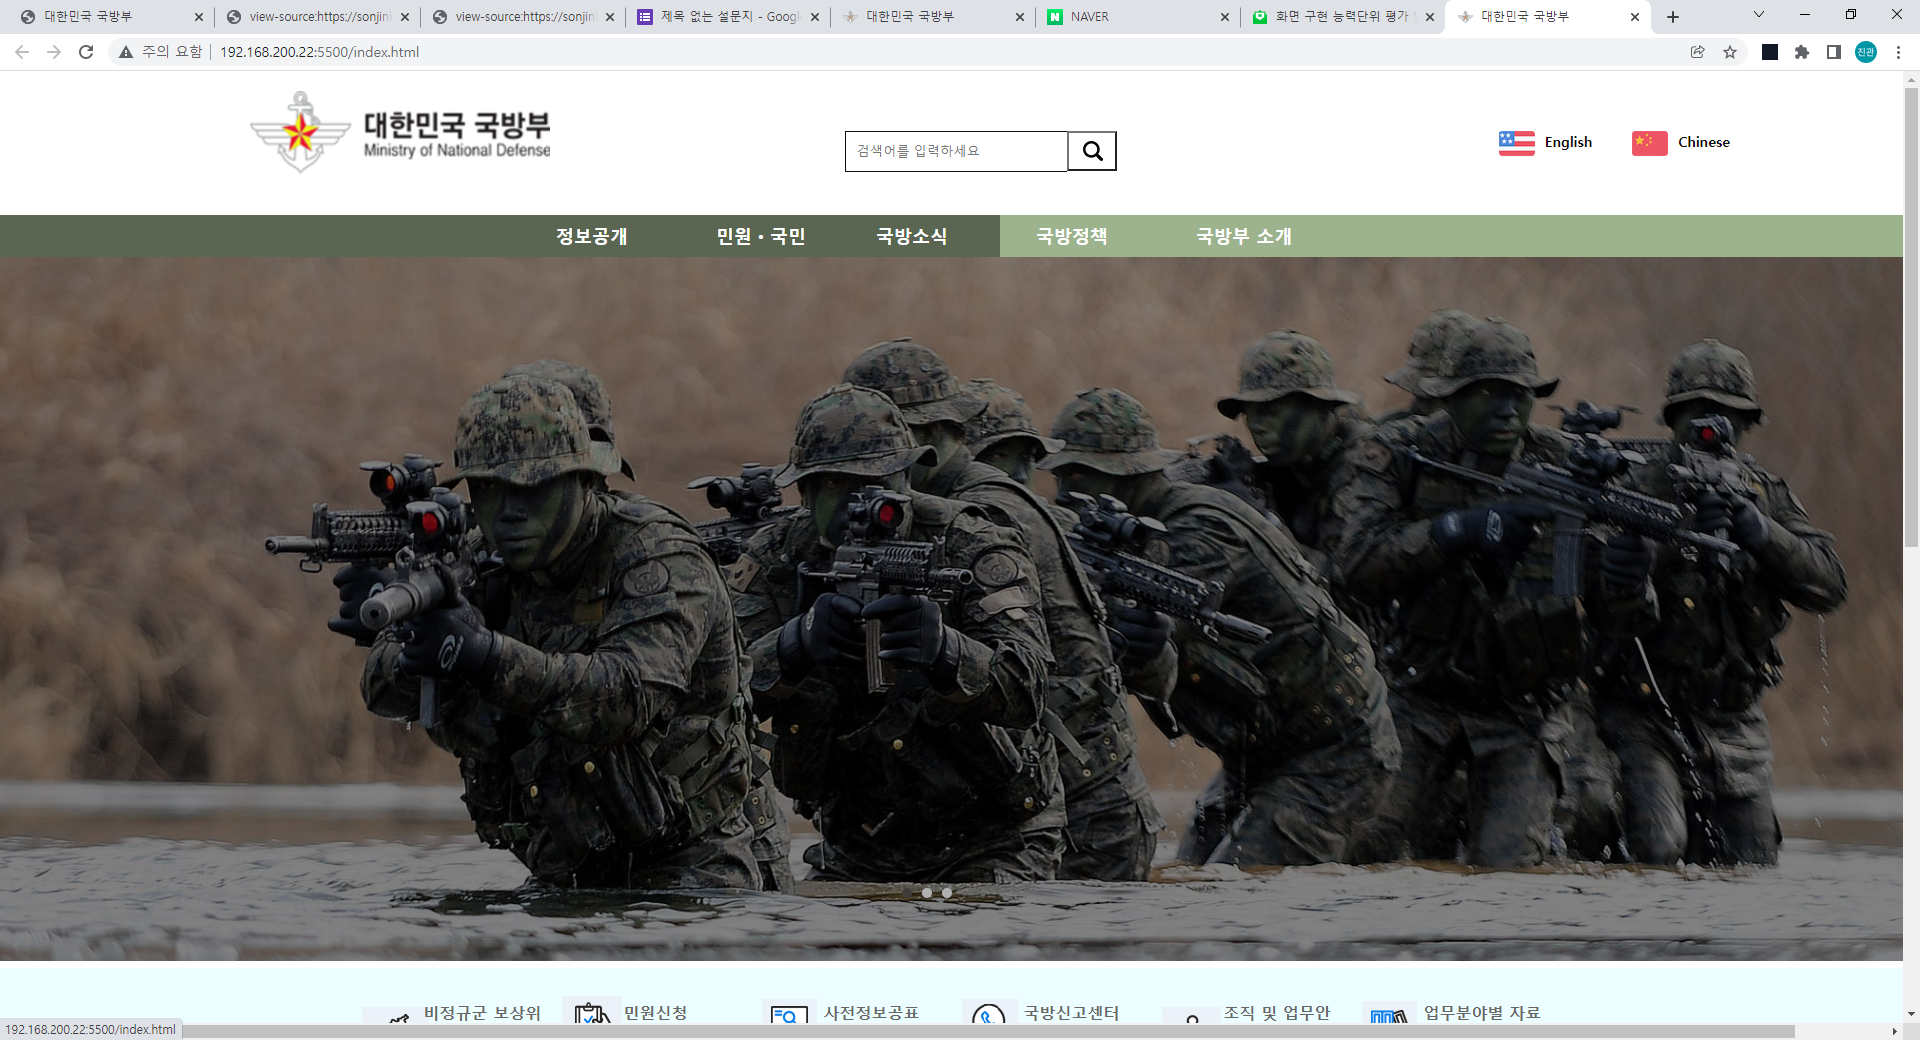 대한민국 국방부
view-source:https://sonjin
view-source:https://sonjin
제목 없는 설문지 - Google
대한민국 국방부
NAVER
화면 구현 능력단위 평가
대한민국 국방부
주의 요함
192.168.200.22:5500/index.html
진관
대한민국 국방부
Ministry of National Defense
검색어를 입력하세요
English
Chinese
정보공개
민원 • 국민
국방소식
국방정책
국방부 소개
비정규군 보상위
민원신청
사전정보공표
국방신고센터
조직 및 업무안
업무분야별 자료
192.168.200.22:5500/index.html